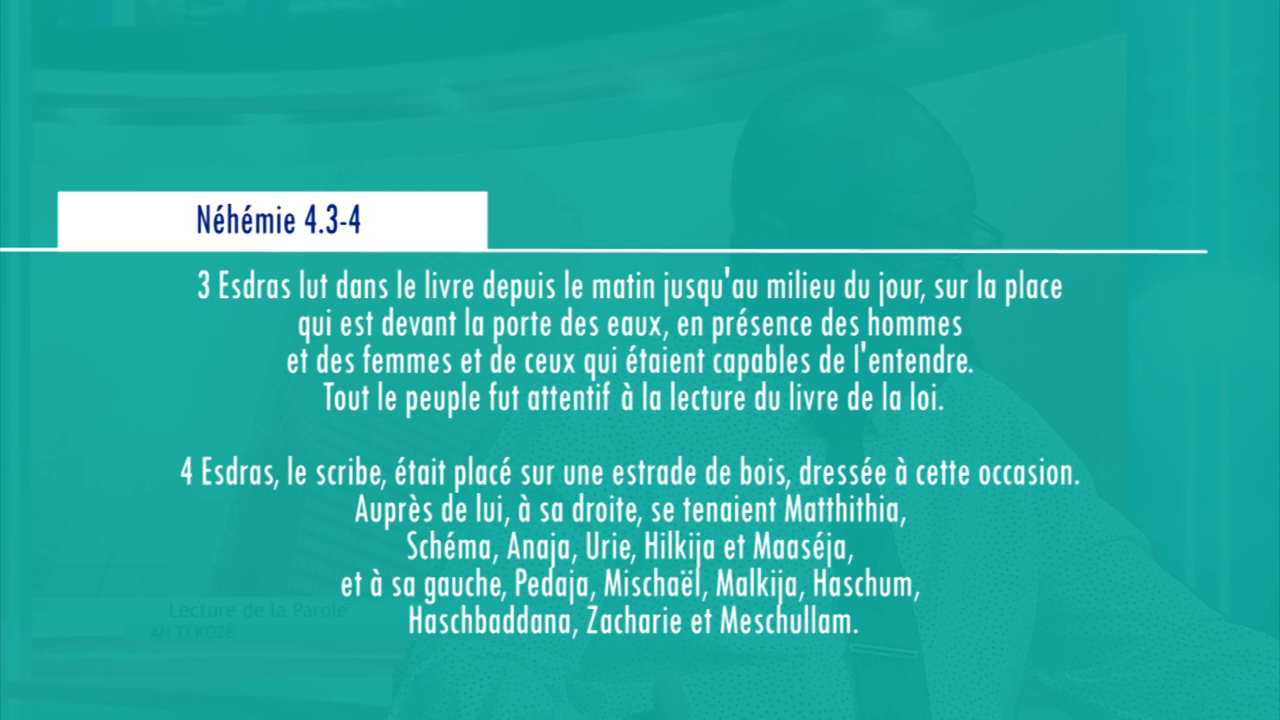 Néhémie 4.3-4
3 Esdras lut dans le livre depuis le matin jusqu'au milieu du jour, sur la place
qui est devant la porte des eaux, en présence des hommes
et des femmes et de ceux qui étaient capables de l'entendre.
Tout le peuple fut attentif à la lecture du livre de la loi.
4 Esdras, le scribe, était placé sur une estrade de bois, dressée à cette occasion.
Auprès de lui, à sa droite, se tenaient Matthithia,
Schéma, Anaja, Urie, Hilkija et Maaséja,
et à sa gauche, Pedaja, Mischaël, Malkija, Haschum,
Haschbaddana, Zacharie et Meschullam.
Lecture de la Parole
AN TI KOZE